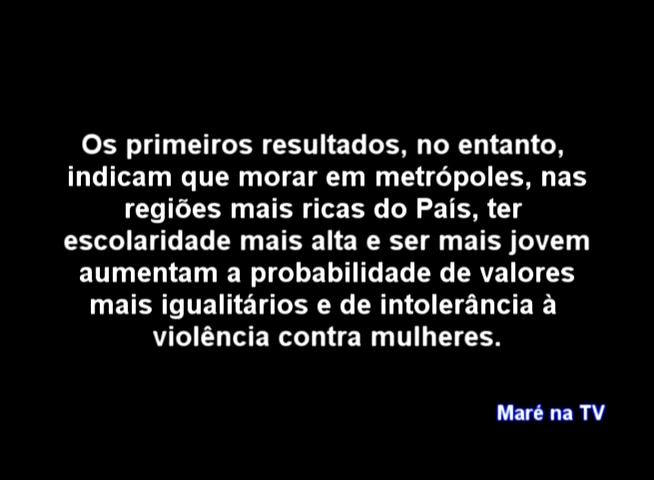 Os primeiros resultados, no entanto,
indicam que morar em metrópoles, nas
regiões mais ricas do País, ter
escolaridade mais alta e ser mais jovem
aumentam a probabilidade de valores
mais igualitários e de intolerância à
violência contra mulheres.
Maré na TV